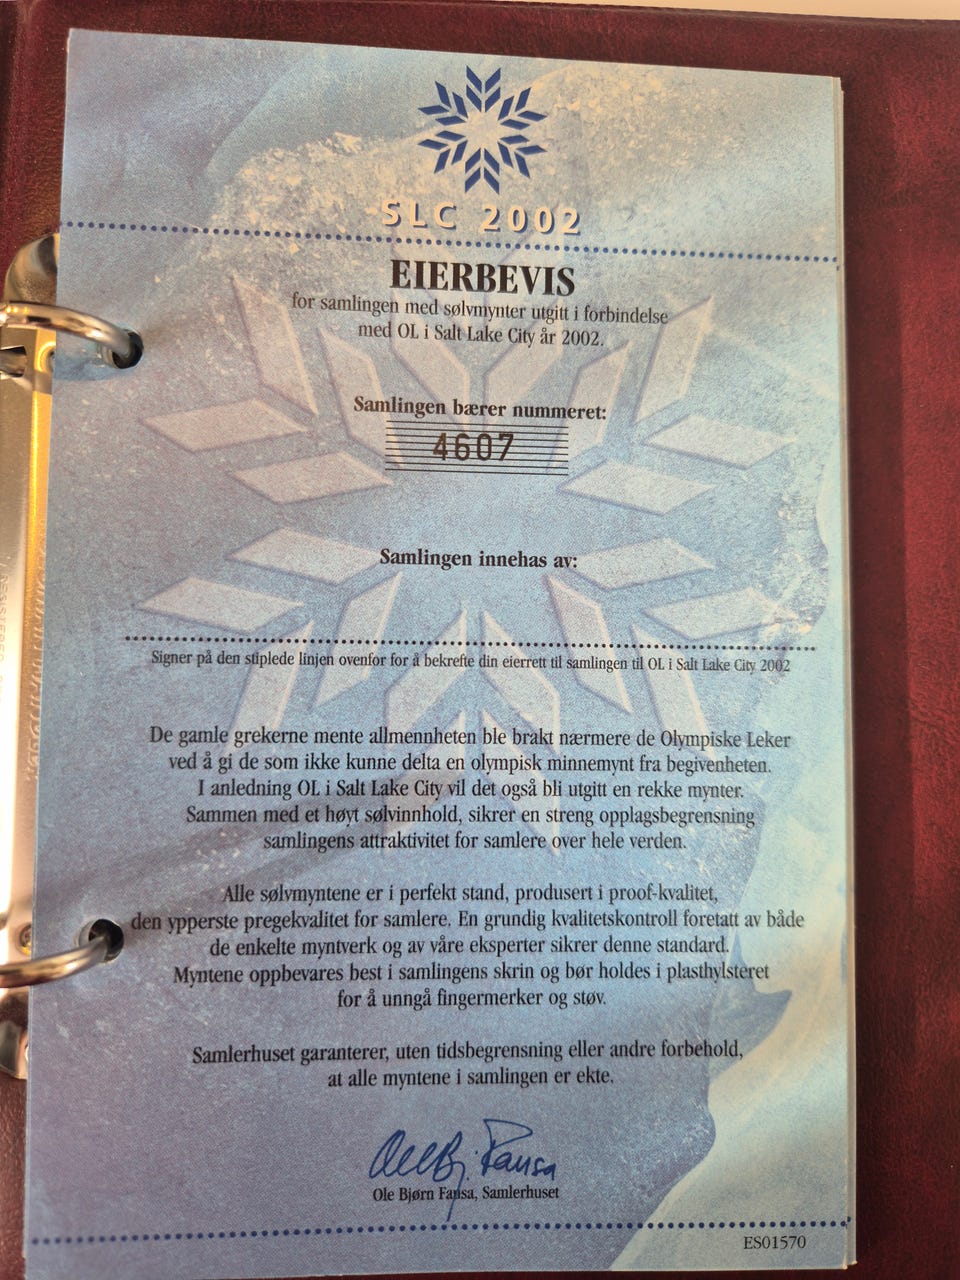 SLC 2002
EIERBEVIS
for samlingen med sølvmynter utgitt i forbindelse
med OL i Salt Lake City år 2002.
Samlingen bærer nummeret:
4607
Samlingen innehas av:
Signer på den stiplede linjen ovenfor for å bekrefte din eierrett til samlingen til OL i Salt Lake City 2002
De gamle grekerne mente allmennheten ble brakt nærmere de Olympiske Leker
ved å gi de som ikke kunne delta en olympisk minnemynt fra begivenheten.
I anledning OL i Salt Lake City vil det også bli utgitt en rekke mynter.
Sammen med et høyt sølvinnhold, sikrer en streng opplagsbegrensning
samlingens attraktivitet for samlere over hele verden.
Alle sølvmyntene er i perfekt stand, produsert i proof-kvalitet,
den ypperste pregekvalitet for samlere. En grundig kvalitetskontroll foretatt av både
de enkelte myntverk og av våre eksperter sikrer denne standard.
Myntene oppbevares best i samlingens skrin og bør holdes i plasthylsteret
for å unngå fingermerker og støv.
Samlerhuset garanterer, uten tidsbegrensning eller andre forbehold,
at alle myntene i samlingen er ekte.
Ole Bj. Fausa
Ole Bjørn Fausa, Samlerhuset
ES01570